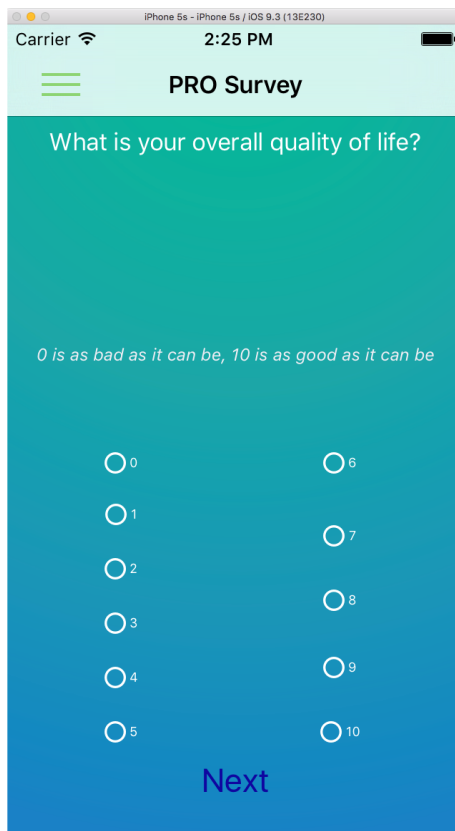 iPhone 5s - iPhone 5s / iOS 9.3 (13E230)
Carrier 2:25 PM
PRO Survey
What is your overall quality of life?
0 is as bad as it can be, 10 is as good as it can be
0
1
2
3
4
5
6
7
8
9
10
Next